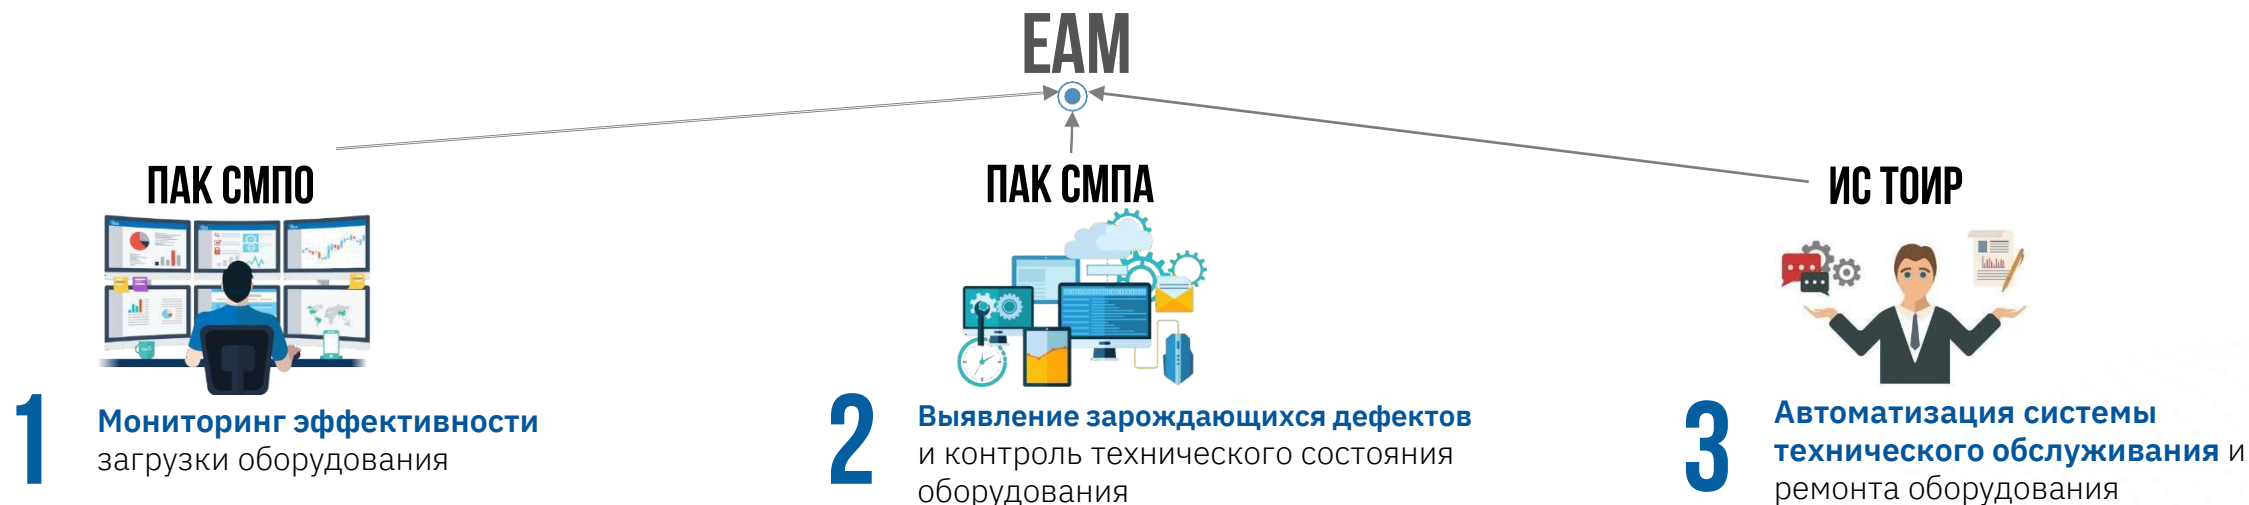 EAM
ПАК СМПО
ПАК СМПА
ИС ТОИР
1
Мониторинг эффективности
загрузки оборудования
2
Выявление зарождающихся дефектов
и контроль технического состояния
оборудования
3
Автоматизация системы
технического обслуживания и
ремонта оборудования